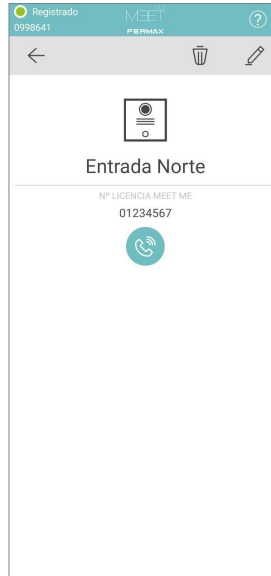 Registrado
0998641
MEET
FERMAX
Entrada Norte
Nº LICENCIA MEET ME
01234567